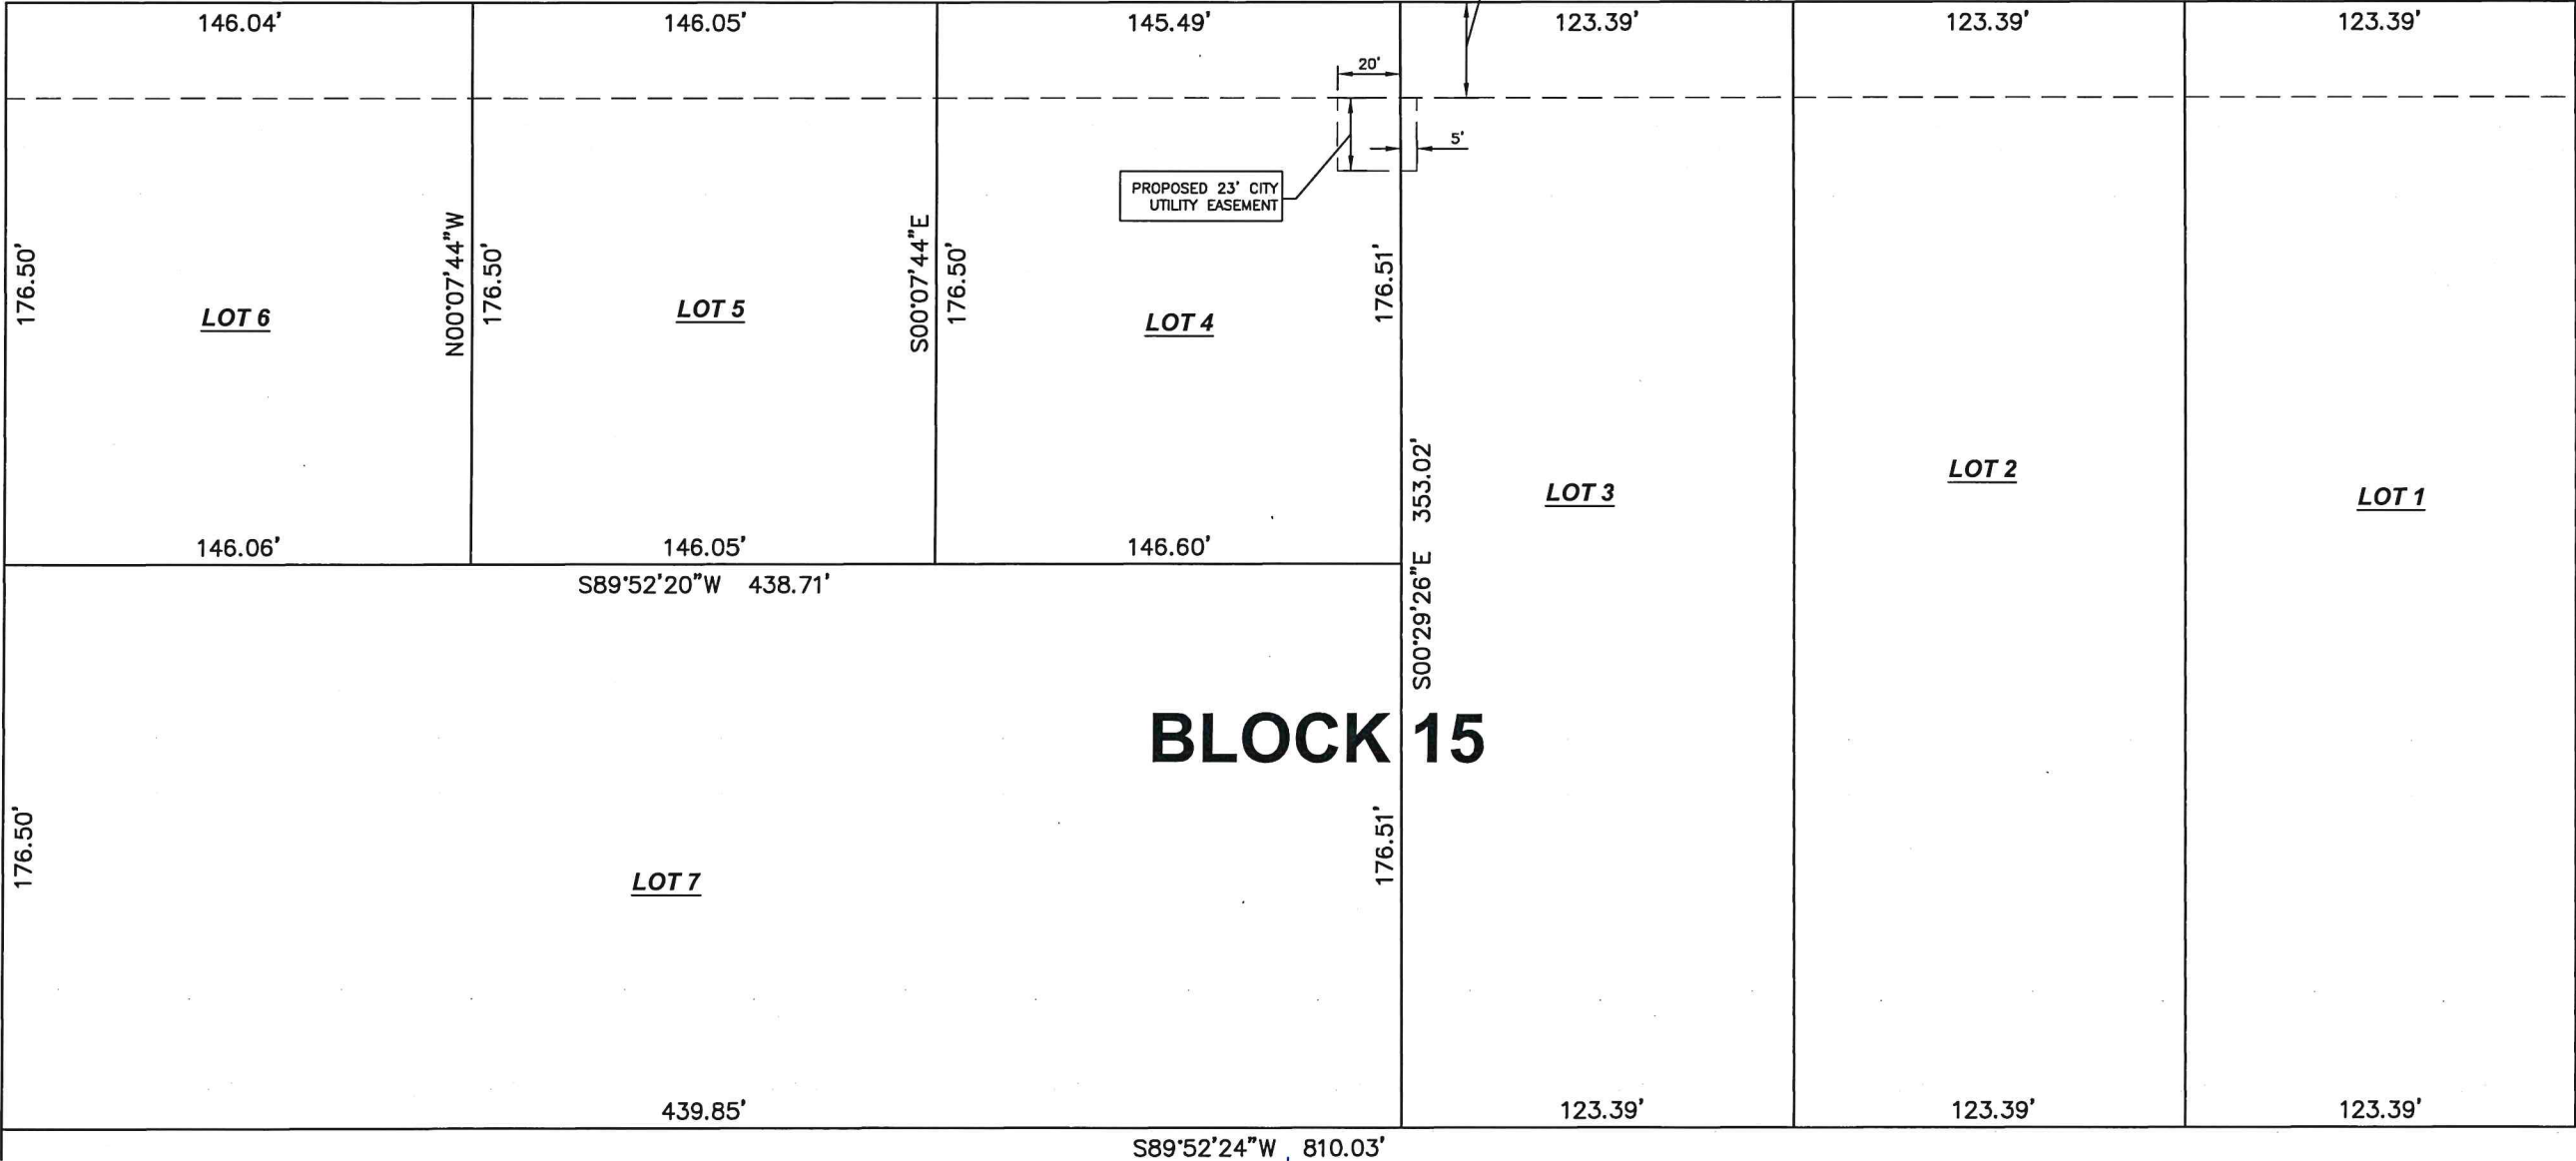 146.04' 146.05' 145.49' 123.39' 123.39' 123.39'
20'
5'
PROPOSED 23' CITY
UTILITY EASEMENT
176.50'
N00°07'44"W
176.50'
S00°07'44"E
176.50'
176.51'
LOT 6
LOT 5
LOT 4
LOT 3
LOT 2
LOT 1
S00°29'26"E 353.02'
146.06' 146.05' 146.60'
S89°52'20"W 438.71'
BLOCK 15
176.50'
176.51'
LOT 7
439.85' 123.39' 123.39' 123.39'
S89°52'24"W 810.03'